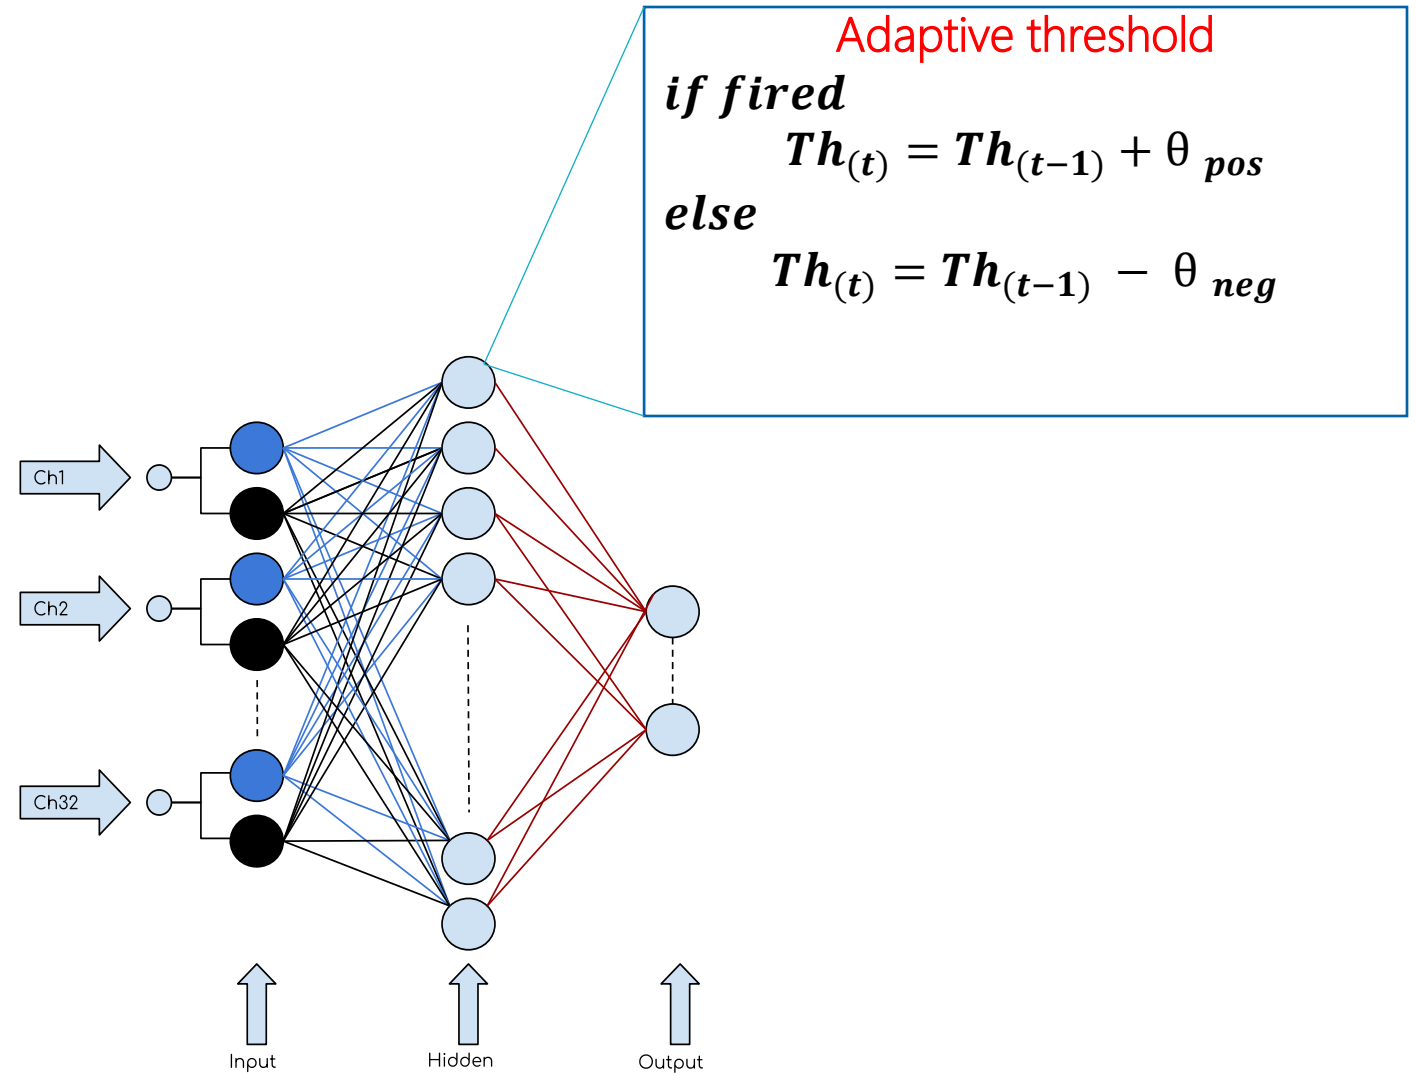 Adaptive threshold
if fired
Th(t) = Th(t−1) + θ pos
else
Th(t) = Th(t−1) − θ neg
Ch1
Ch2
Ch32
Input
Hidden
Output